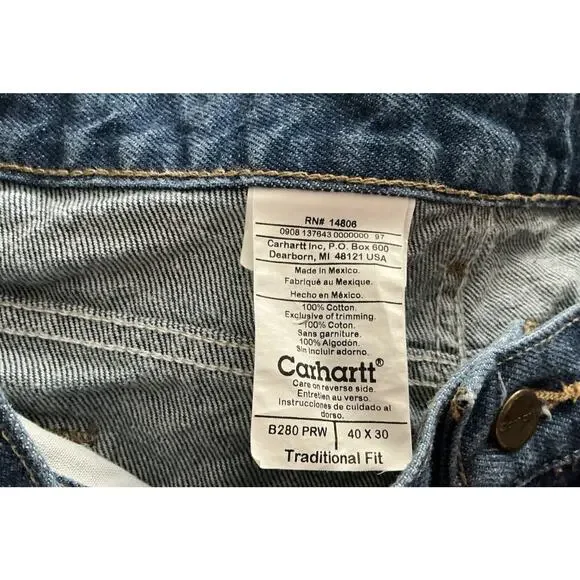 RN# 14806
0908 137643 0000000 97
Carhartt Inc, P.O. Box 600
Dearborn, MI 48121 USA
Made in Mexico.
Fabriqué au Mexique.
Hecho en México.
100% Cotton.
Exclusive of trimming.
100% Coton.
Sans garniture.
100% Algodón.
Sin incluir adorno.
Carhartt®
Care on reverse side.
Entretien au verso.
Instrucciones de cuidado al
dorso.
B280 PRW 40 X 30
Traditional Fit